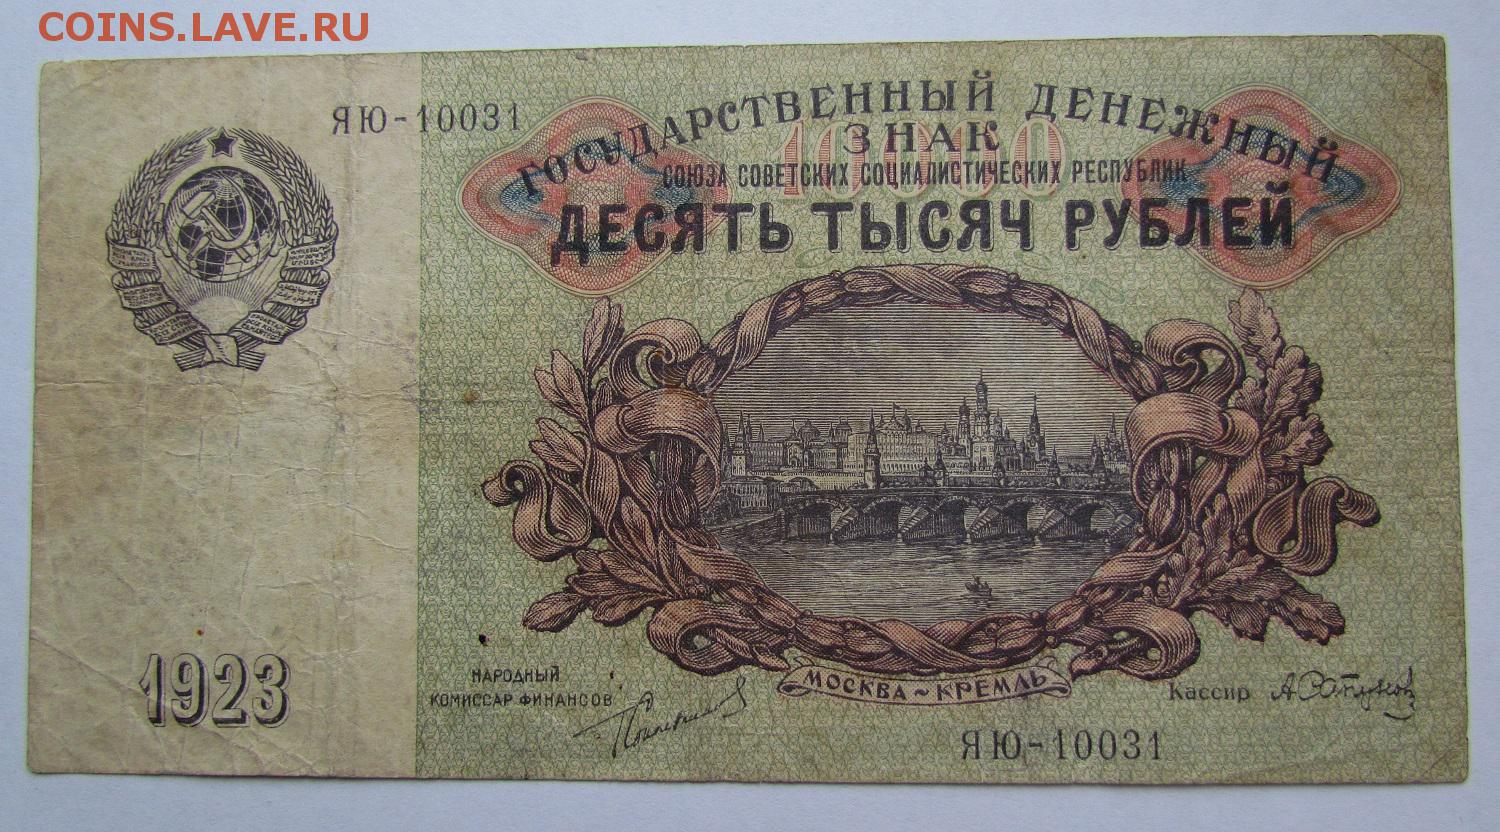 COINS.LAVE.RU
ЯЮ-10031
ГОСУДАРСТВЕННЫЙ ДЕНЕЖНЫЙ
ЗНАК
10000
СОЮЗА СОВЕТСКИХ СОЦИАЛИСТИЧЕСКИХ РЕСПУБЛИК
ДЕСЯТЬ ТЫСЯЧ РУБЛЕЙ
1923
НАРОДНЫЙ
КОМИССАР ФИНАНСОВ
МОСКВА~КРЕМЛЬ
Кассир
ЯЮ-10031